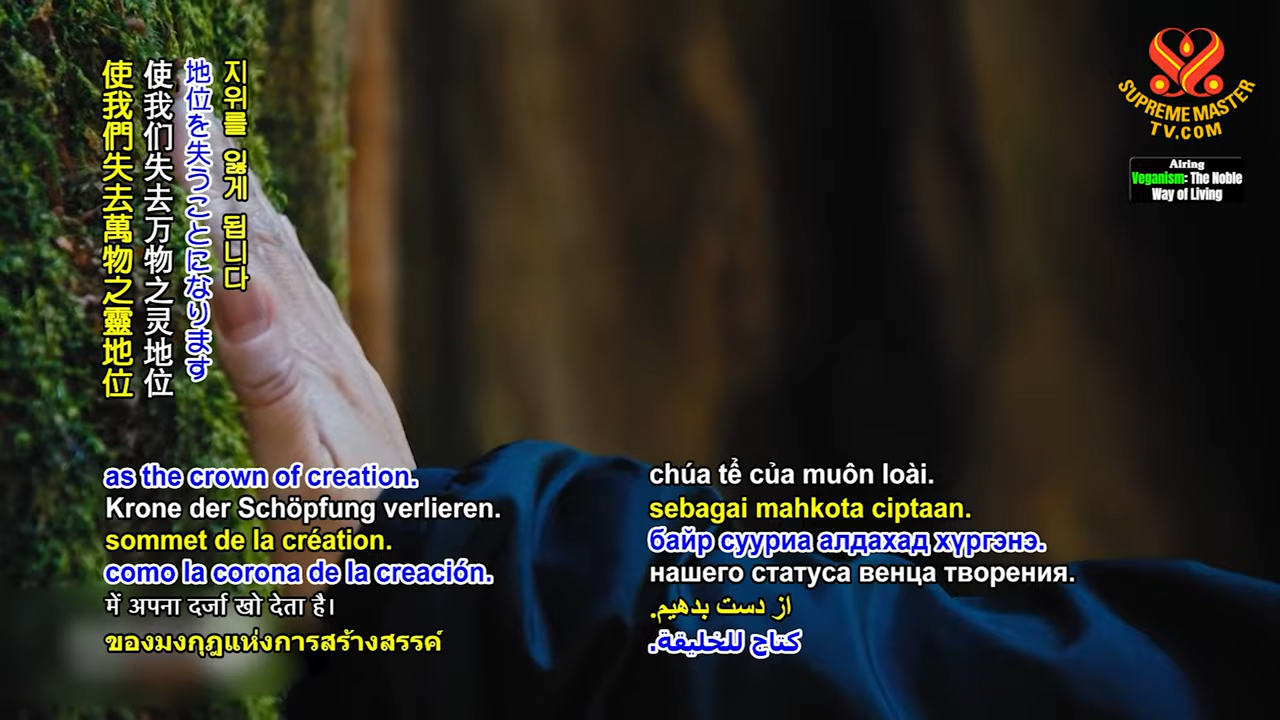 使我們失去萬物之靈地位
使我们失去万物之灵地位
地位を失うことになります
지위를 잃게 됩니다
SUPREME MASTER
TV.COM
Airing
Veganism: The Noble
Way of Living
as the crown of creation.
Krone der Schöpfung verlieren.
sommet de la création.
como la corona de la creación.
में अपना दर्जा खो देता है।
ของมงกุฎแห่งการสร้างสรรค์
chúa tể của muôn loài.
sebagai mahkota ciptaan.
байр сууриа алдахад хүргэнэ.
нашего статуса венца творения.
از دست بدهیم.
كتاج للخليقة.